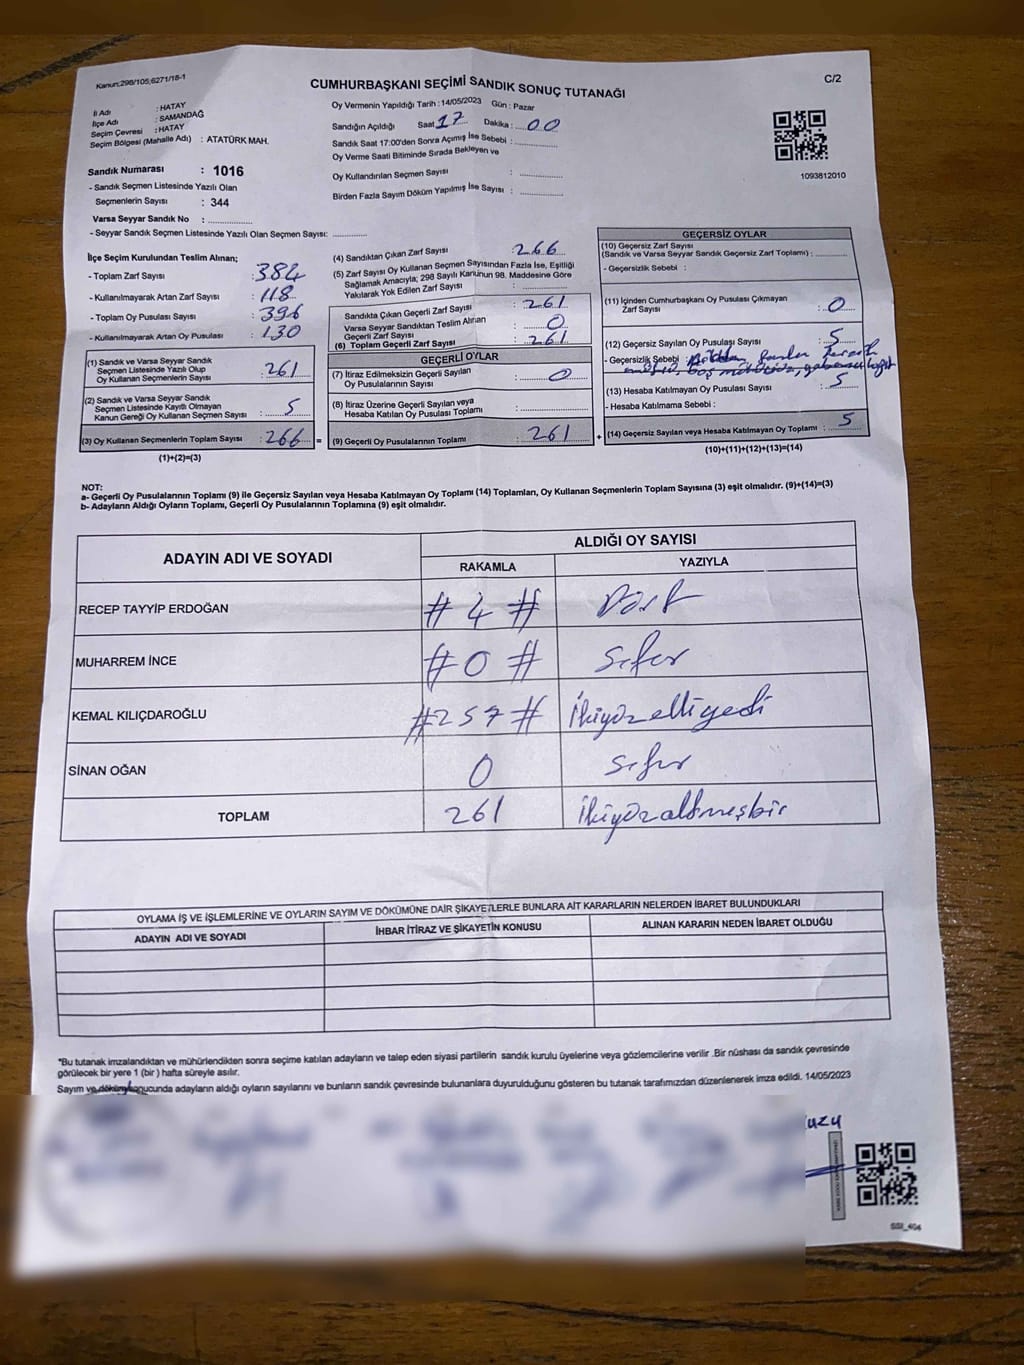 Kanun:298/105;6271/18-1
CUMHURBAŞKANI SEÇİMİ SANDIK SONUÇ TUTANAĞI
C/2
İl Adı : HATAY
İlçe Adı : SAMANDAĞ
Seçim Çevresi : HATAY
Seçim Bölgesi (Mahalle Adı) : ATATÜRK MAH.
Sandık Numarası : 1016
- Sandık Seçmen Listesinde Yazılı Olan
Seçmenlerin Sayısı : 344
Varsa Seyyar Sandık No : ..............
- Seyyar Sandık Seçmen Listesinde Yazılı Olan Seçmen Sayısı: ............
Oy Vermenin Yapıldığı Tarih : 14/05/2023 Gün : Pazar
Sandığın Açıldığı Saat 17 Dakika : 00
Sandık Saat 17:00'den Sonra Açımış İse Sebebi : ..............
Oy Verme Saati Bitiminde Sırada Bekleyen ve
Oy Kullandırılan Seçmen Sayısı : ..............
Birden Fazla Sayım Döküm Yapılmış İse Sayısı : ..............
1093812010
İlçe Seçim Kurulundan Teslim Alınan;
- Toplam Zarf Sayısı : 384
- Kullanılmayarak Artan Zarf Sayısı : 118
- Toplam Oy Pusulası Sayısı : 396
- Kullanılmayarak Artan Oy Pusulası : 130
(1) Sandık ve Varsa Seyyar Sandık
Seçmen Listesinde Yazılı Olup
Oy Kullanan Seçmenlerin Sayısı : 261
(2) Sandık ve Varsa Seyyar Sandık
Seçmen Listesinde Kayıtlı Olmayan
Kanun Gereği Oy Kullanan Seçmen Sayısı : 5
(3) Oy Kullanan Seçmenlerin Toplam Sayısı : 266 =
(1)+(2)=(3)
(4) Sandıktan Çıkan Zarf Sayısı : 266
(5) Zarf Sayısı Oy Kullanan Seçmen Sayısından Fazla İse, Eşitliği
Sağlamak Amacıyla; 298 Sayılı Kanunun 98. Maddesine Göre
Yakılarak Yok Edilen Zarf Sayısı : ..............
Sandıkta Çıkan Geçerli Zarf Sayısı : 261
Varsa Seyyar Sandıktan Teslim Alınan
Geçerli Zarf Sayısı : 0
(6) Toplam Geçerli Zarf Sayısı : 261
GEÇERLİ OYLAR
(7) İtiraz Edilmeksizin Geçerli Sayılan
Oy Pusulalarının Sayısı : 0
(8) İtiraz Üzerine Geçerli Sayılan veya
Hesaba Katılan Oy Pusulası Toplamı : ..............
(9) Geçerli Oy Pusulalarının Toplamı : 261 +
GEÇERSİZ OYLAR
(10) Geçersiz Zarf Sayısı
(Sandık ve Varsa Seyyar Sandık Geçersiz Zarf Toplamı) : ..........
- Geçersizlik Sebebi :
(11) İçinden Cumhurbaşkanı Oy Pusulası Çıkmayan
Zarf Sayısı : 0
(12) Geçersiz Sayılan Oy Pusulası Sayısı : 5
- Geçersizlik Sebebi :
(13) Hesaba Katılmayan Oy Pusulası Sayısı : 5
- Hesaba Katılmama Sebebi :
(14) Geçersiz Sayılan veya Hesaba Katılmayan Oy Toplamı : 5
(10)+(11)+(12)+(13)=(14)
NOT:
a- Geçerli Oy Pusulalarının Toplamı (9) ile Geçersiz Sayılan veya Hesaba Katılmayan Oy Toplamı (14) Toplamları, Oy Kullanan Seçmenlerin Toplam Sayısına (3) eşit olmalıdır. (9)+(14)=(3)
b- Adayların Aldığı Oyların Toplamı, Geçerli Oy Pusulalarının Toplamına (9) eşit olmalıdır.
ADAYIN ADI VE SOYADI
ALDIĞI OY SAYISI
RAKAMLA YAZIYLA
RECEP TAYYİP ERDOĞAN #4# Dört
MUHARREM İNCE #0# Sıfır
KEMAL KILIÇDAROĞLU #257# İkiyüzelliyedi
SİNAN OĞAN 0 Sıfır
TOPLAM 261 İkiyüzaltmışbir
OYLAMA İŞ VE İŞLEMLERİNE VE OYLARIN SAYIM VE DÖKÜMÜNE DAİR ŞİKAYETLERLE BUNLARA AİT KARARLARIN NELERDEN İBARET BULUNDUKLARI
ADAYIN ADI VE SOYADI İHBAR İTİRAZ VE ŞİKAYETİN KONUSU ALINAN KARARIN NEDEN İBARET OLDUĞU
*Bu tutanak imzalandıktan ve mühürlendikten sonra seçime katılan adayların ve talep eden siyasi partilerin sandık kurulu üyelerine veya gözlemcilerine verilir .Bir nüshası da sandık çevresinde
görülecek bir yere 1 (bir ) hafta süreyle asılır.
Sayım ve döküm sonucunda adayların aldığı oyların sayılarını ve bunların sandık çevresinde bulunanlara duyurulduğunu gösteren bu tutanak tarafımızdan düzenlenerek imza edildi. 14/05/2023